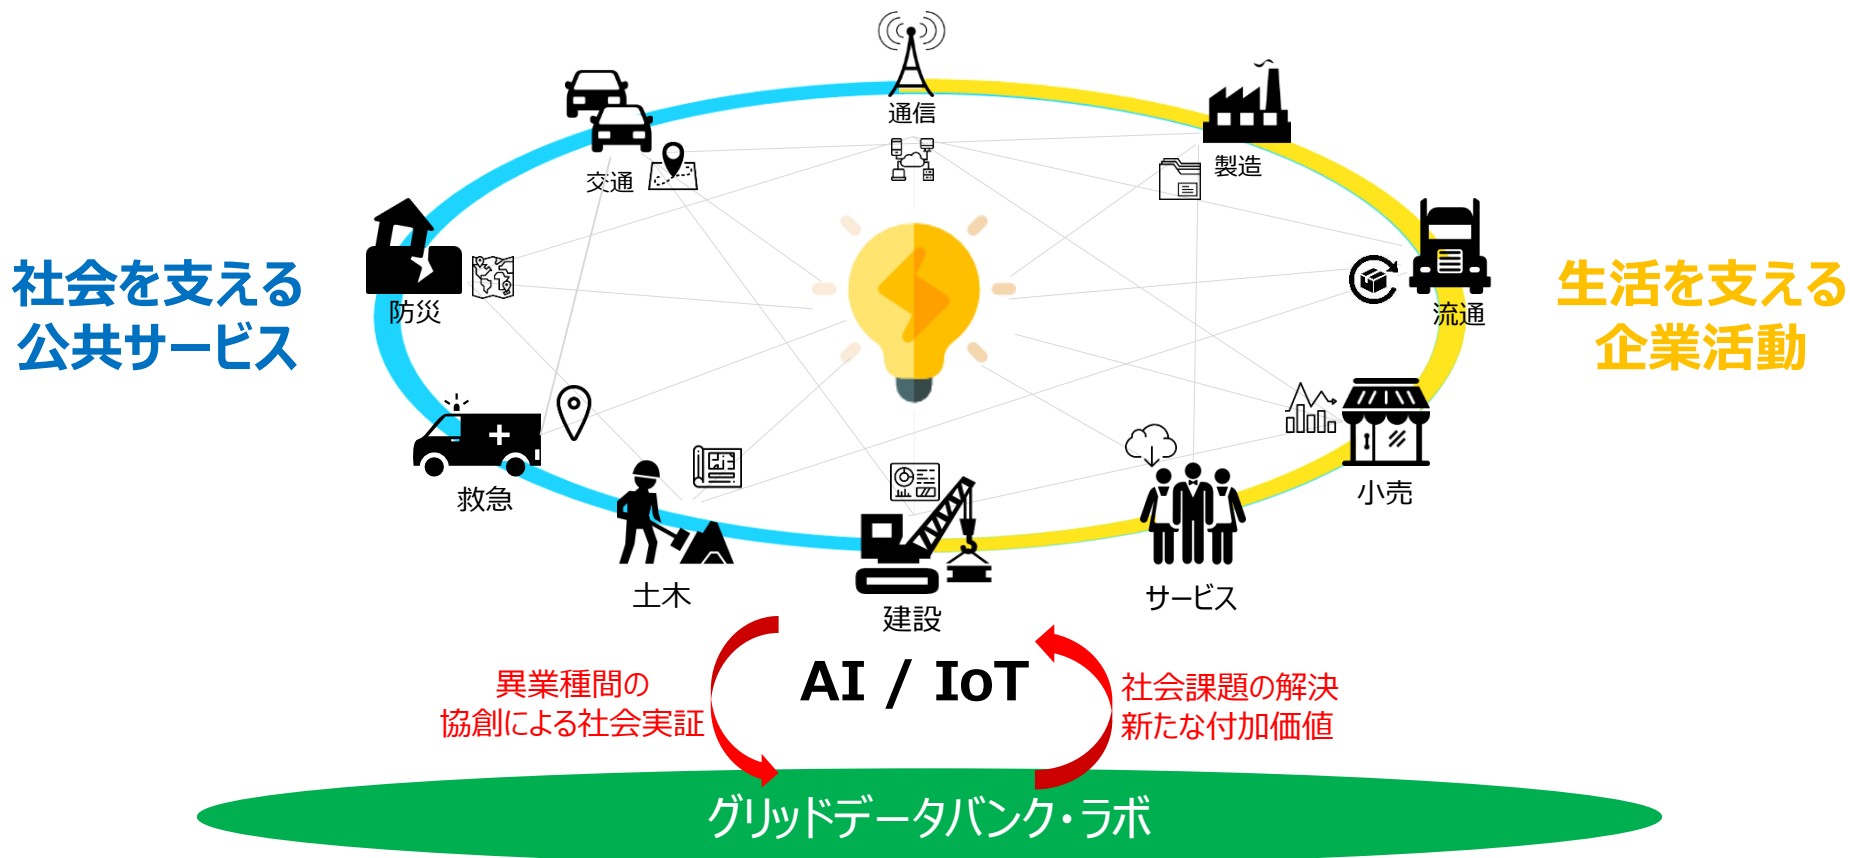 通信
製造
交通
防災
流通
社会を支える
公共サービス
生活を支える
企業活動
救急
小売
土木
建設
サービス
AI / IoT
異業種間の
協創による社会実証
社会課題の解決
新たな付加価値
グリッドデータバンク・ラボ